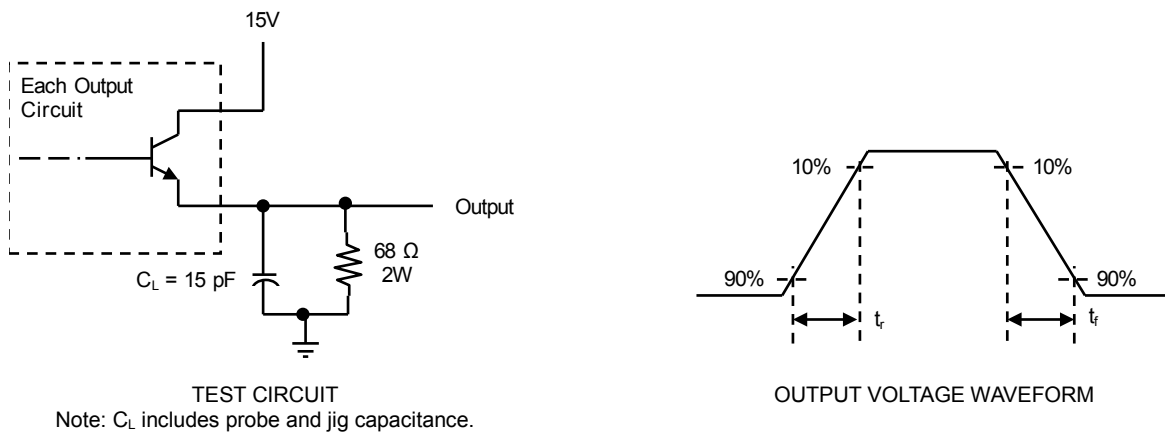 15V
Each Output
Circuit
Output
68 Ω
2W
C_L = 15 pF
TEST CIRCUIT
Note: C_L includes probe and jig capacitance.
10%
10%
90%
90%
t_r
t_f
OUTPUT VOLTAGE WAVEFORM